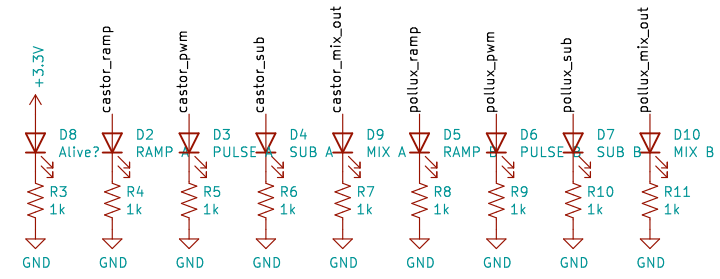 +3.3V
castor_ramp
castor_pwm
castor_sub
castor_mix_out
pollux_ramp
pollux_pwm
pollux_sub
pollux_mix_out
D8
Alive?
D2
RAMP A
D3
PULSE A
D4
SUB A
D9
MIX A
D5
RAMP B
D6
PULSE B
D7
SUB B
D10
MIX B
R3
1k
R4
1k
R5
1k
R6
1k
R7
1k
R8
1k
R9
1k
R10
1k
R11
1k
GND
GND
GND
GND
GND
GND
GND
GND
GND